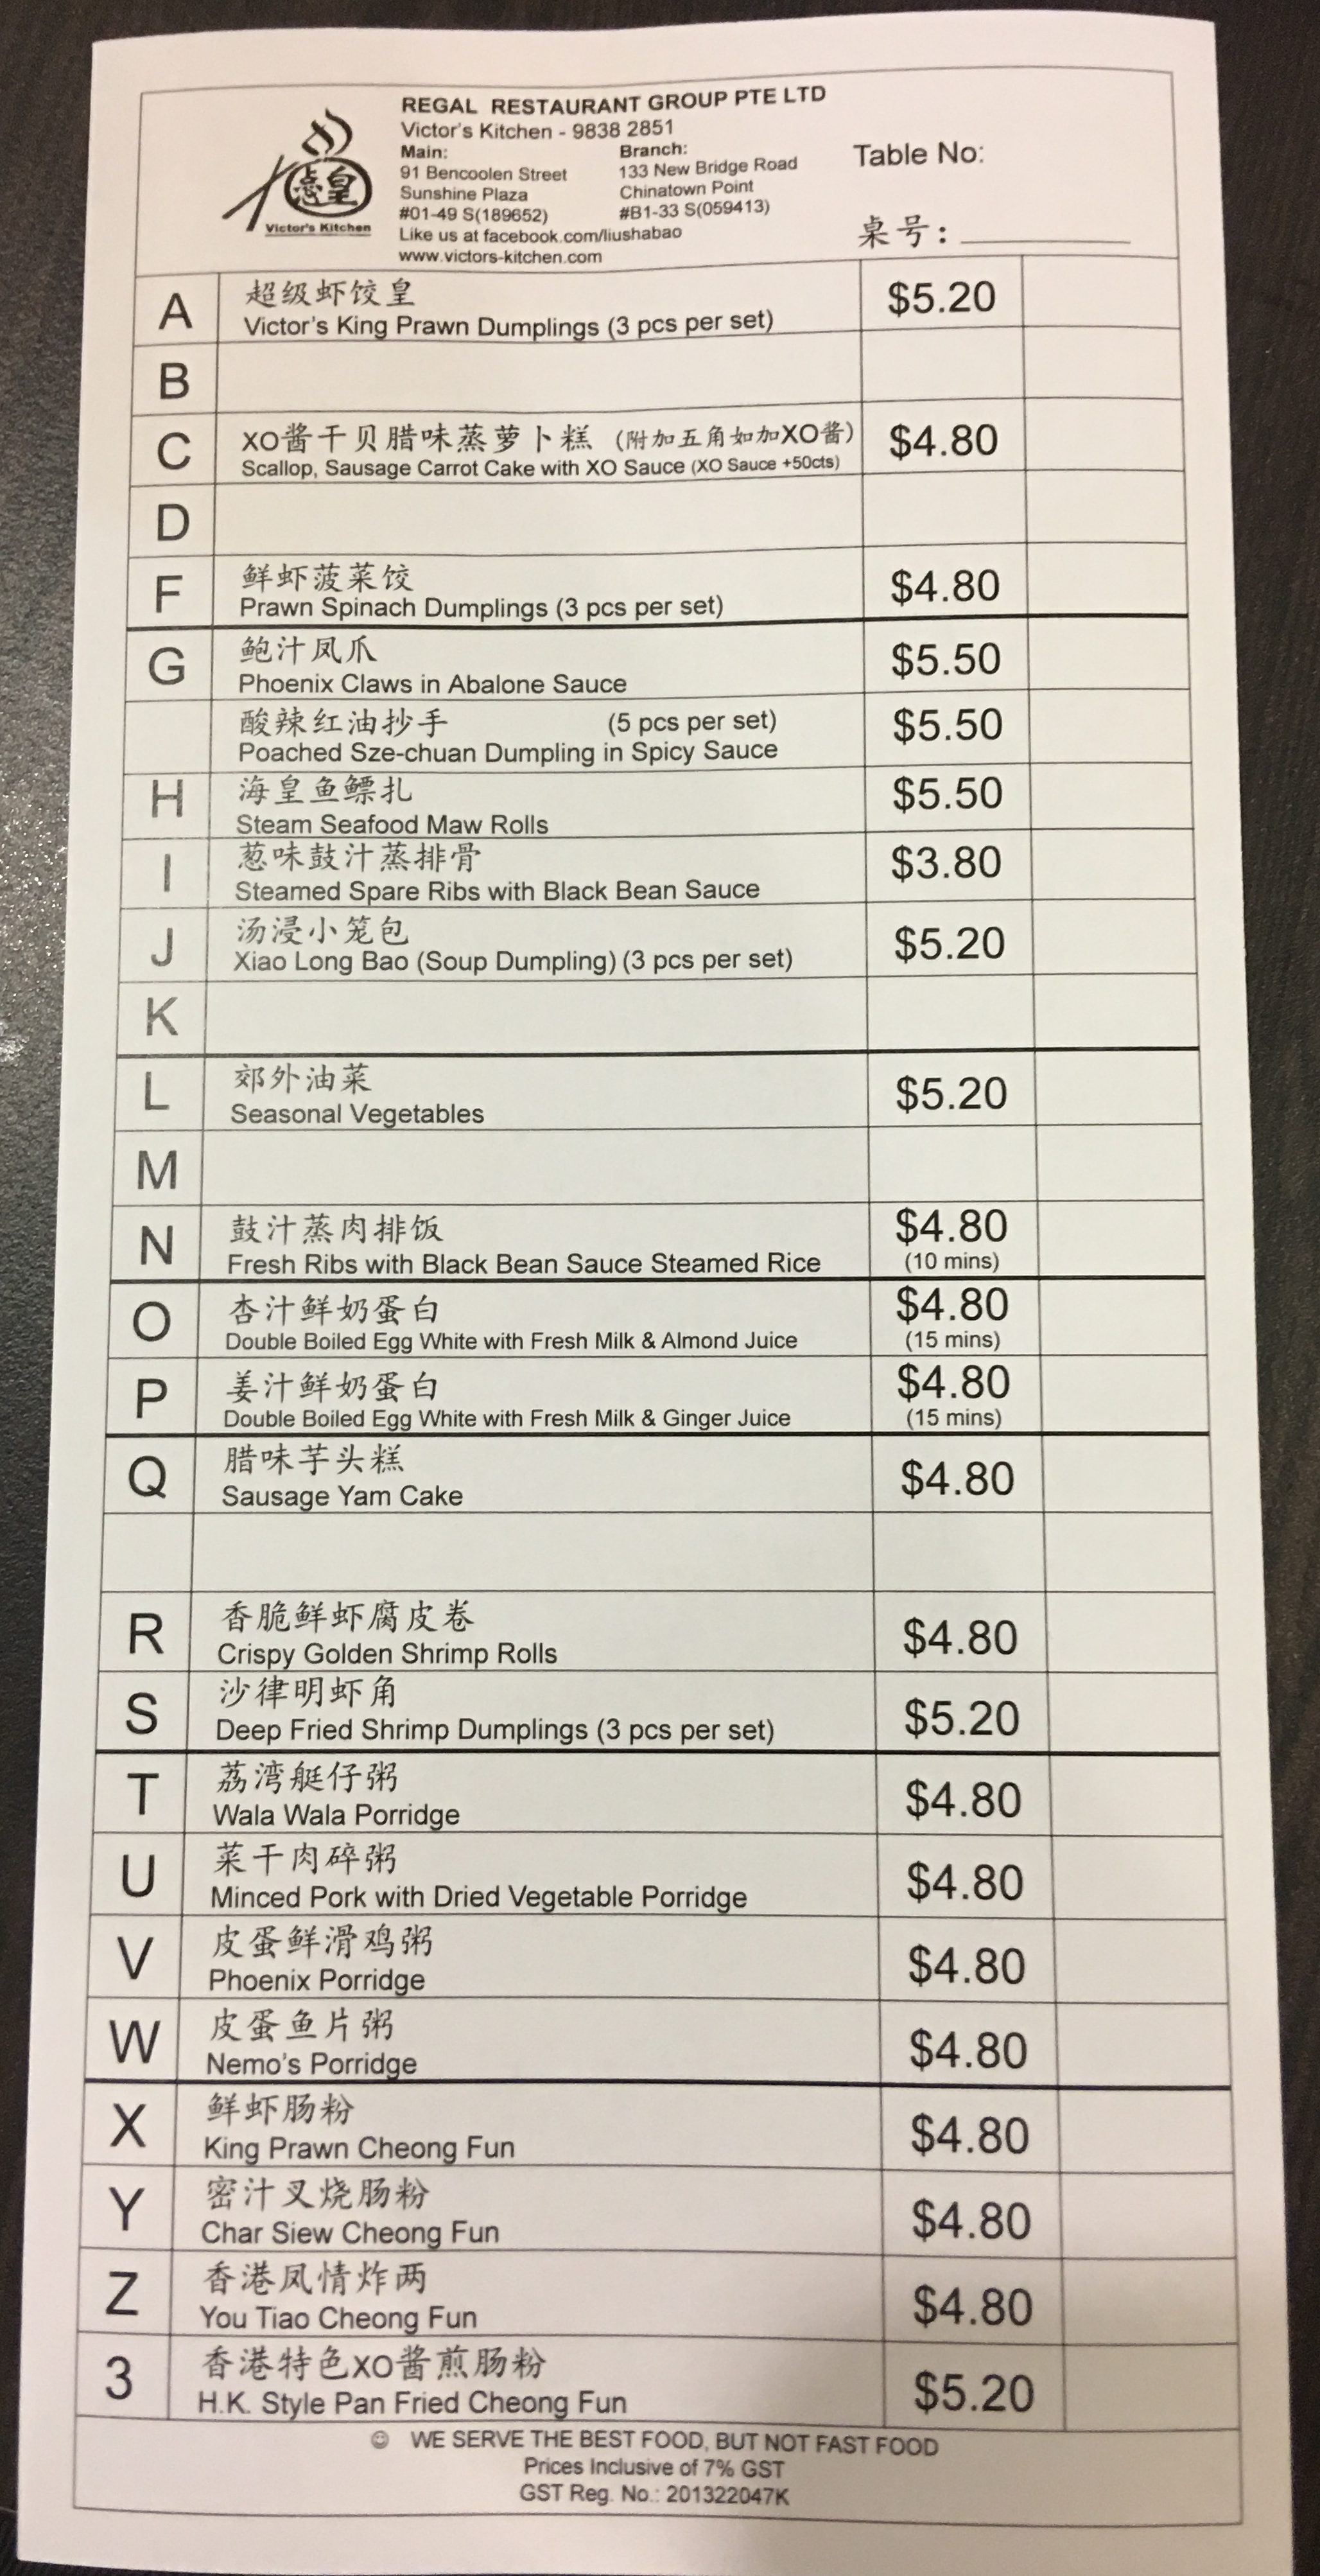 REGAL RESTAURANT GROUP PTE LTD
Victor's Kitchen - 9838 2851
Main:
91 Bencoolen Street
Sunshine Plaza
#01-49 S(189652)
Branch:
133 New Bridge Road
Chinatown Point
#B1-33 S(059413)
Like us at facebook.com/liushabao
www.victors-kitchen.com
Victor's Kitchen
Table No:
桌号:
A 超级虾饺皇 $5.20
Victor's King Prawn Dumplings (3 pcs per set)
B
C XO酱干贝腊味蒸萝卜糕 (附加五角如加XO酱) $4.80
Scallop, Sausage Carrot Cake with XO Sauce (XO Sauce +50cts)
D
F 鲜虾菠菜饺 $4.80
Prawn Spinach Dumplings (3 pcs per set)
G 鲍汁凤爪 $5.50
Phoenix Claws in Abalone Sauce
酸辣红油抄手 (5 pcs per set) $5.50
Poached Sze-chuan Dumpling in Spicy Sauce
H 海皇鱼鳔扎 $5.50
Steam Seafood Maw Rolls
I 葱味鼓汁蒸排骨 $3.80
Steamed Spare Ribs with Black Bean Sauce
J 汤浸小笼包 $5.20
Xiao Long Bao (Soup Dumpling) (3 pcs per set)
K
L 郊外油菜 $5.20
Seasonal Vegetables
M
N 鼓汁蒸肉排饭 $4.80
Fresh Ribs with Black Bean Sauce Steamed Rice (10 mins)
O 杏汁鲜奶蛋白 $4.80
Double Boiled Egg White with Fresh Milk & Almond Juice (15 mins)
P 姜汁鲜奶蛋白 $4.80
Double Boiled Egg White with Fresh Milk & Ginger Juice (15 mins)
Q 腊味芋头糕 $4.80
Sausage Yam Cake
R 香脆鲜虾腐皮卷 $4.80
Crispy Golden Shrimp Rolls
S 沙律明虾角 $5.20
Deep Fried Shrimp Dumplings (3 pcs per set)
T 荔湾艇仔粥 $4.80
Wala Wala Porridge
U 菜干肉碎粥 $4.80
Minced Pork with Dried Vegetable Porridge
V 皮蛋鲜滑鸡粥 $4.80
Phoenix Porridge
W 皮蛋鱼片粥 $4.80
Nemo's Porridge
X 鲜虾肠粉 $4.80
King Prawn Cheong Fun
Y 密汁叉烧肠粉 $4.80
Char Siew Cheong Fun
Z 香港凤情炸两 $4.80
You Tiao Cheong Fun
3 香港特色XO酱煎肠粉 $5.20
H.K. Style Pan Fried Cheong Fun
☺ WE SERVE THE BEST FOOD, BUT NOT FAST FOOD
Prices Inclusive of 7% GST
GST Reg. No.: 201322047K